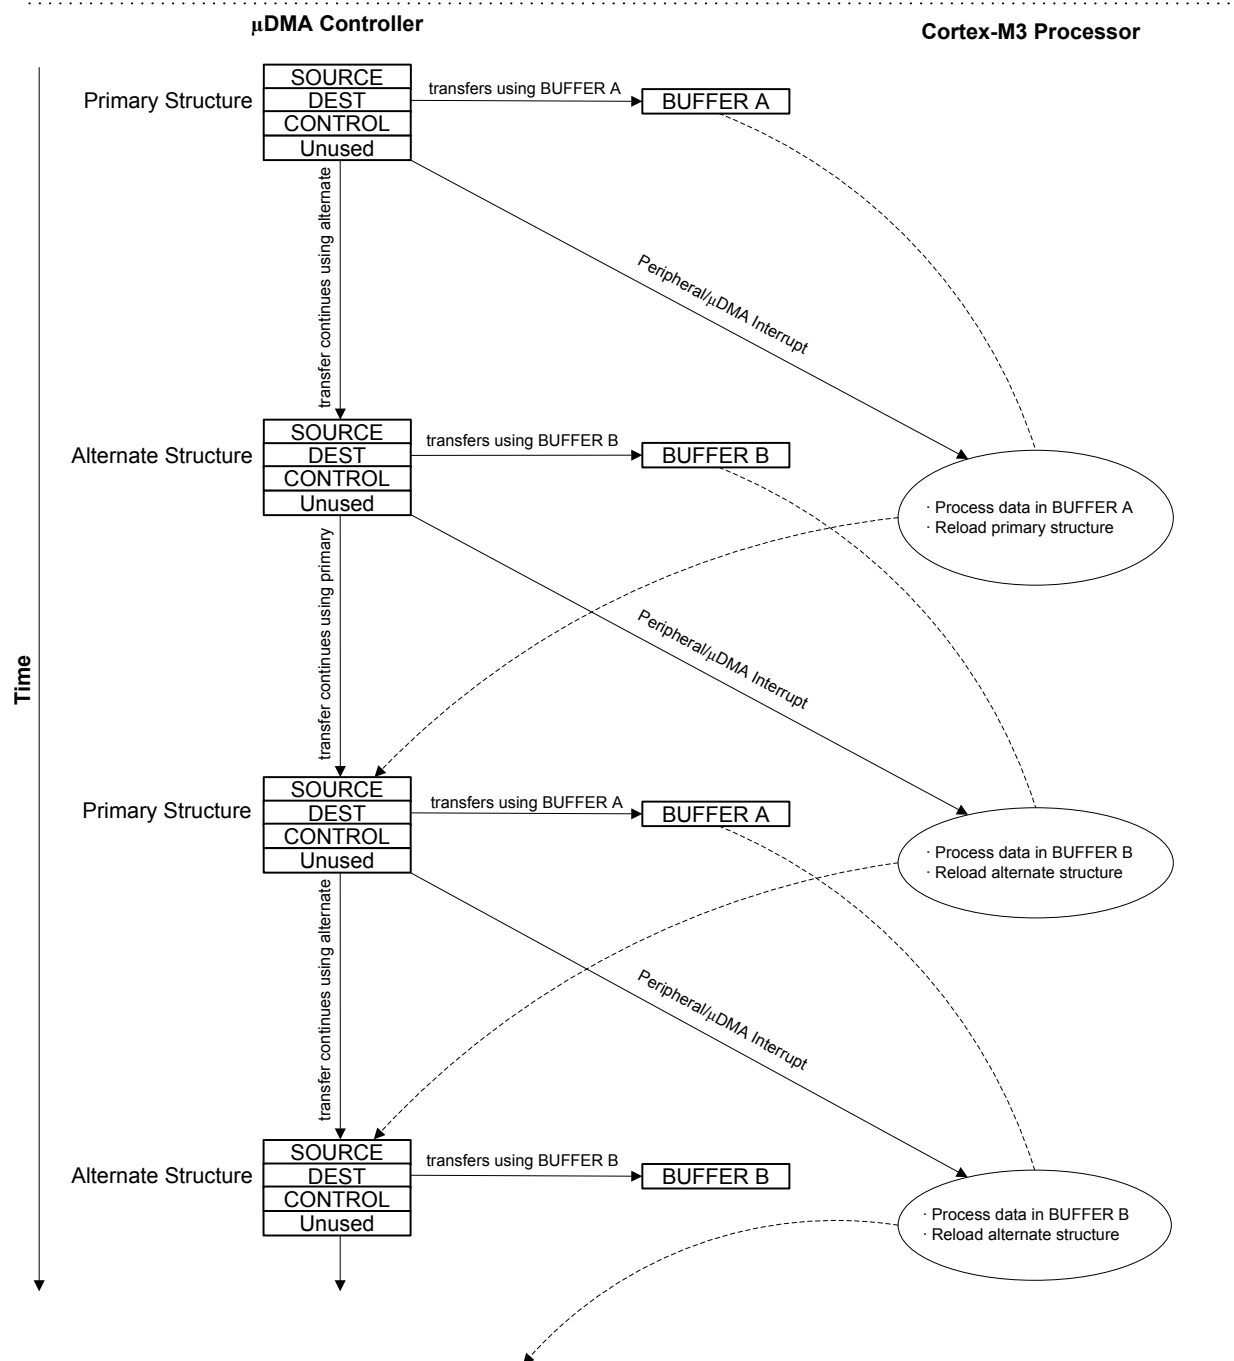 µDMA Controller
Cortex-M3 Processor
SOURCE
Primary Structure
DEST
transfers using BUFFER A
BUFFER A
CONTROL
Unused
transfer continues using alternate
Peripheral/µDMA Interrupt
SOURCE
Alternate Structure
DEST
transfers using BUFFER B
BUFFER B
CONTROL
Unused
· Process data in BUFFER A
· Reload primary structure
transfer continues using primary
Peripheral/µDMA Interrupt
Time
SOURCE
Primary Structure
DEST
transfers using BUFFER A
BUFFER A
CONTROL
Unused
· Process data in BUFFER B
· Reload alternate structure
transfer continues using alternate
Peripheral/µDMA Interrupt
SOURCE
Alternate Structure
DEST
transfers using BUFFER B
BUFFER B
CONTROL
Unused
· Process data in BUFFER B
· Reload alternate structure